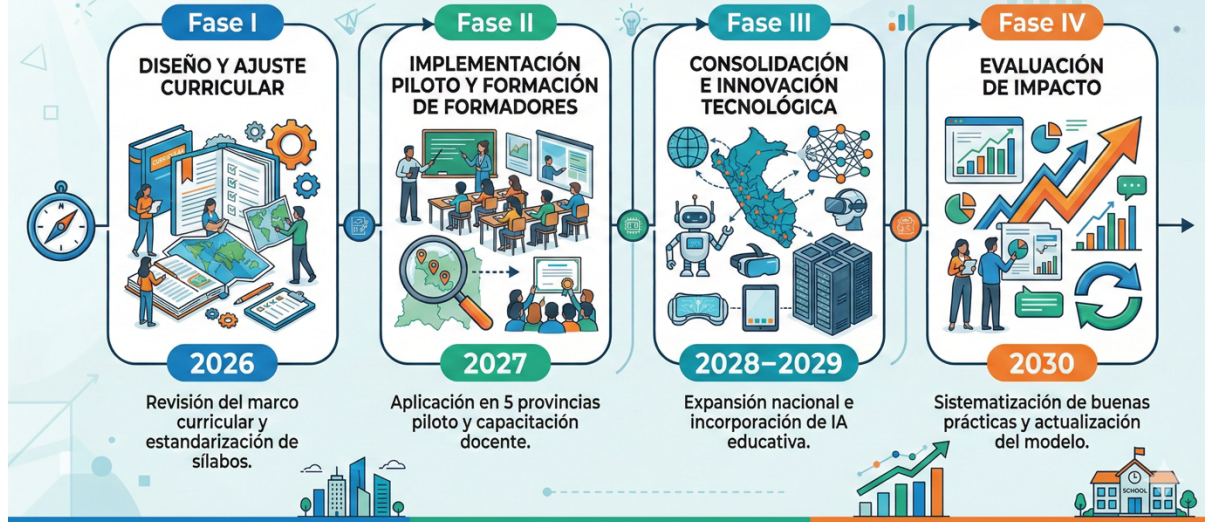 Fase I
DISEÑO Y AJUSTE
CURRICULAR
CURRICULAR
N
2026
Revisión del marco
curricular y
estandarización de
sílabos.
Fase II
IMPLEMENTACIÓN
PILOTO Y FORMACIÓN
DE FORMADORES
2027
Aplicación en 5 provincias
piloto y capacitación
docente.
Fase III
CONSOLIDACIÓN
E INNOVACIÓN
TECNOLÓGICA
2028–2029
Expansión nacional e
incorporación de IA
educativa.
Fase IV
EVALUACIÓN
DE IMPACTO
2030
Sistematización de buenas
prácticas y actualización
del modelo.
SCHOOL